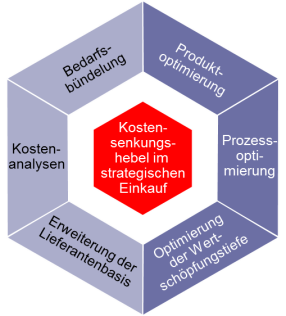 Bedarfs-
bündelung
Produkt-
optimierung
Kosten-
analysen
Kosten-
senkungs-
hebel im
strategischen
Einkauf
Prozess-
opti-
mierung
Erweiterung der
Lieferantenbasis
Optimierung
der Wert-
schöpfungstiefe